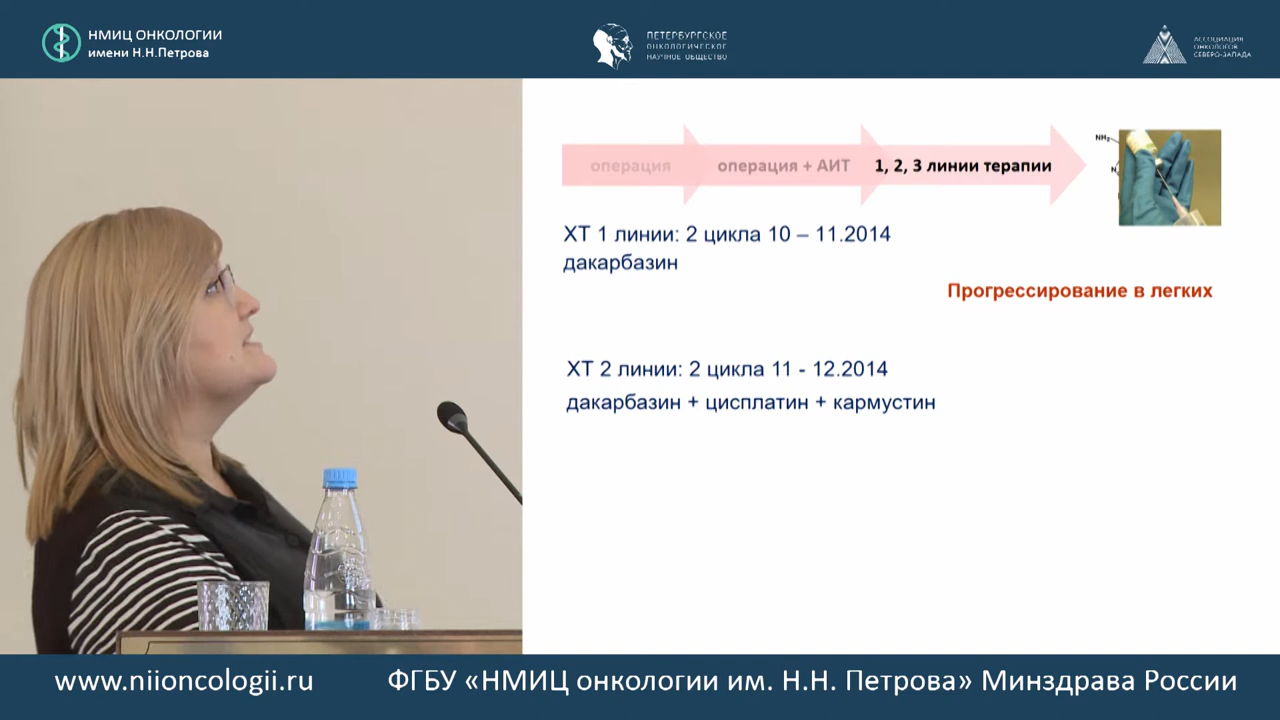 НМИЦ ОНКОЛОГИИ
имени Н.Н.Петрова
ПЕТЕРБУРГСКОЕ
ОНКОЛОГИЧЕСКОЕ
НАУЧНОЕ ОБЩЕСТВО
АССОЦИАЦИЯ
ОНКОЛОГОВ
СЕВЕРО-ЗАПАДА
операция
операция + АИТ
1, 2, 3 линии терапии
NH2
N
ХТ 1 линии: 2 цикла 10 – 11.2014
дакарбазин
Прогрессирование в легких
ХТ 2 линии: 2 цикла 11 - 12.2014
дакарбазин + цисплатин + кармустин
www.niioncologii.ru
ФГБУ «НМИЦ онкологии им. Н.Н. Петрова» Минздрава России